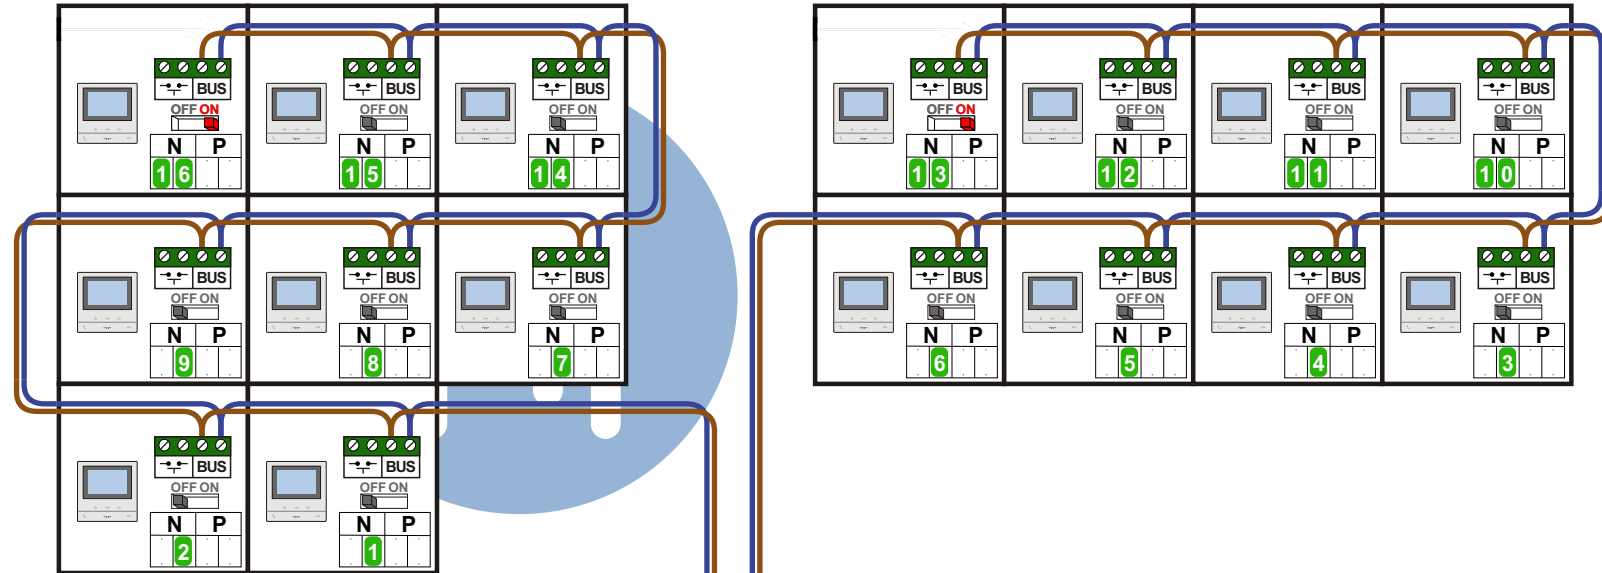 BUS BUS BUS BUS BUS BUS BUS
OFF ON OFF ON OFF ON OFF ON OFF ON OFF ON OFF ON
N P N P N P N P N P N P N P
16 15 14 13 12 11 10
BUS BUS BUS BUS BUS BUS BUS
OFF ON OFF ON OFF ON OFF ON OFF ON OFF ON OFF ON
N P N P N P N P N P N P N P
9 8 7 6 5 4 3
BUS BUS
OFF ON OFF ON
N P N P
2 1